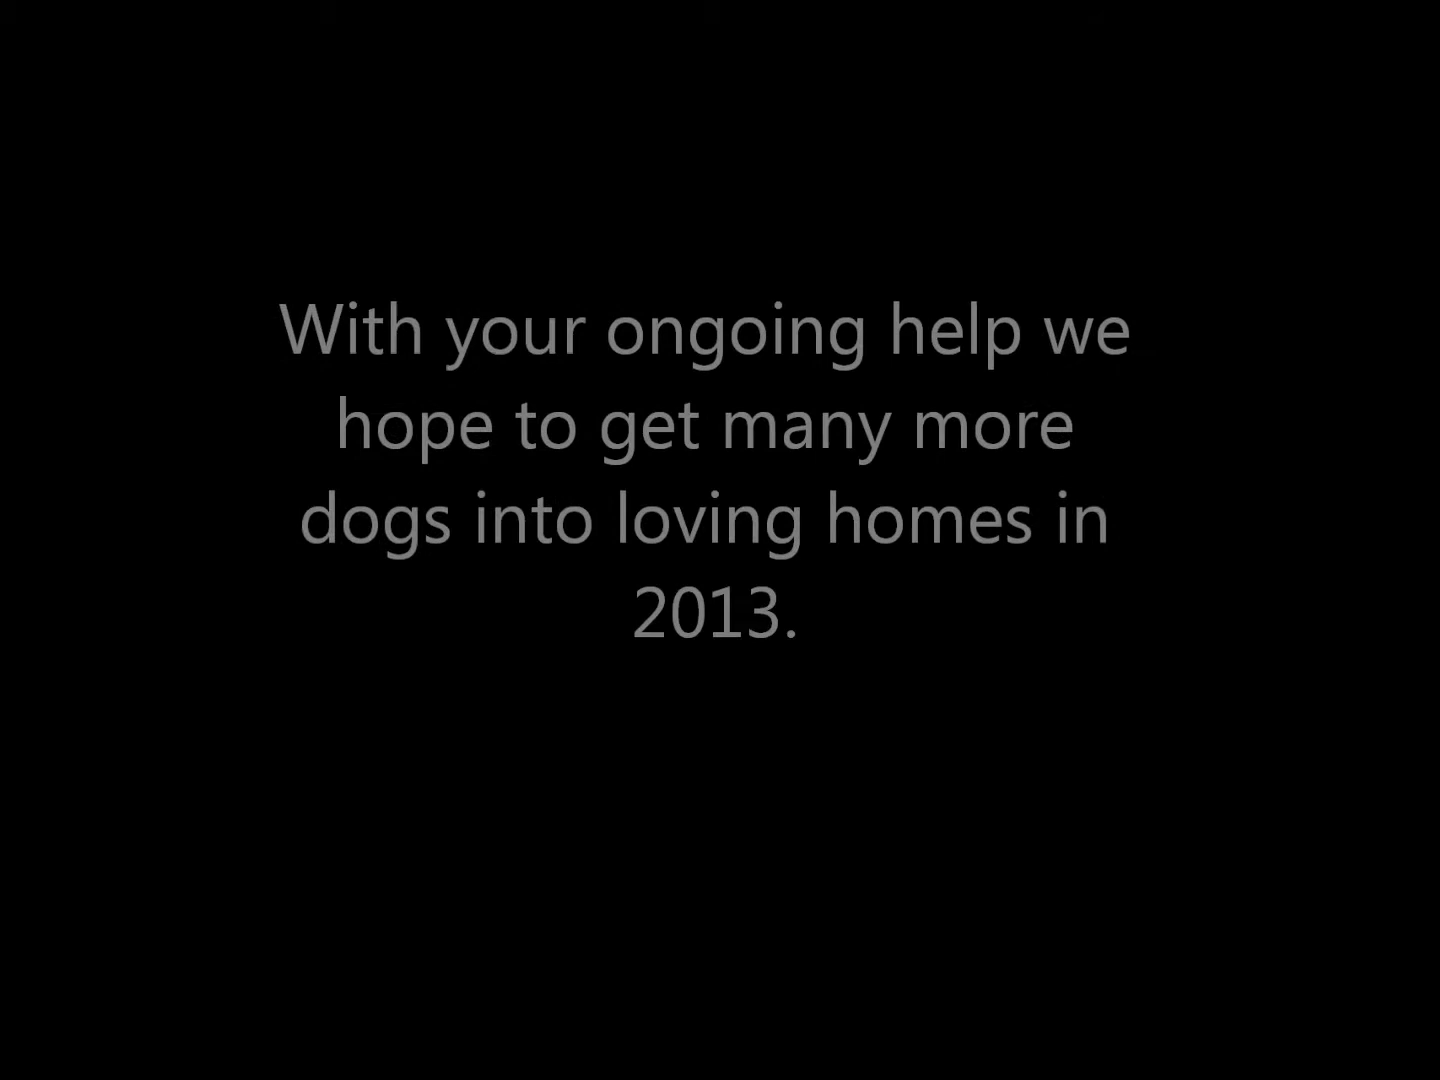 With your ongoing help we
hope to get many more
dogs into loving homes in
2013.